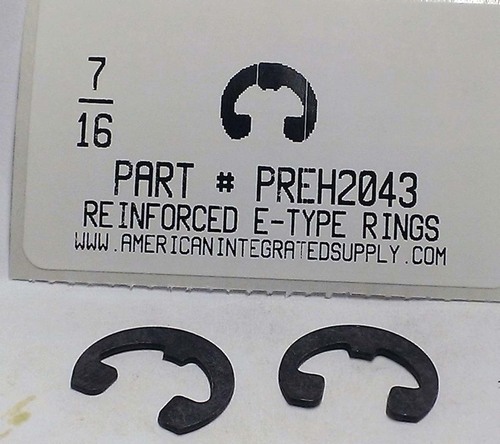 7
16
PART # PREH2043
REINFORCED E-TYPE RINGS
WWW.AMERICANINTEGRATEDSUPPLY.COM